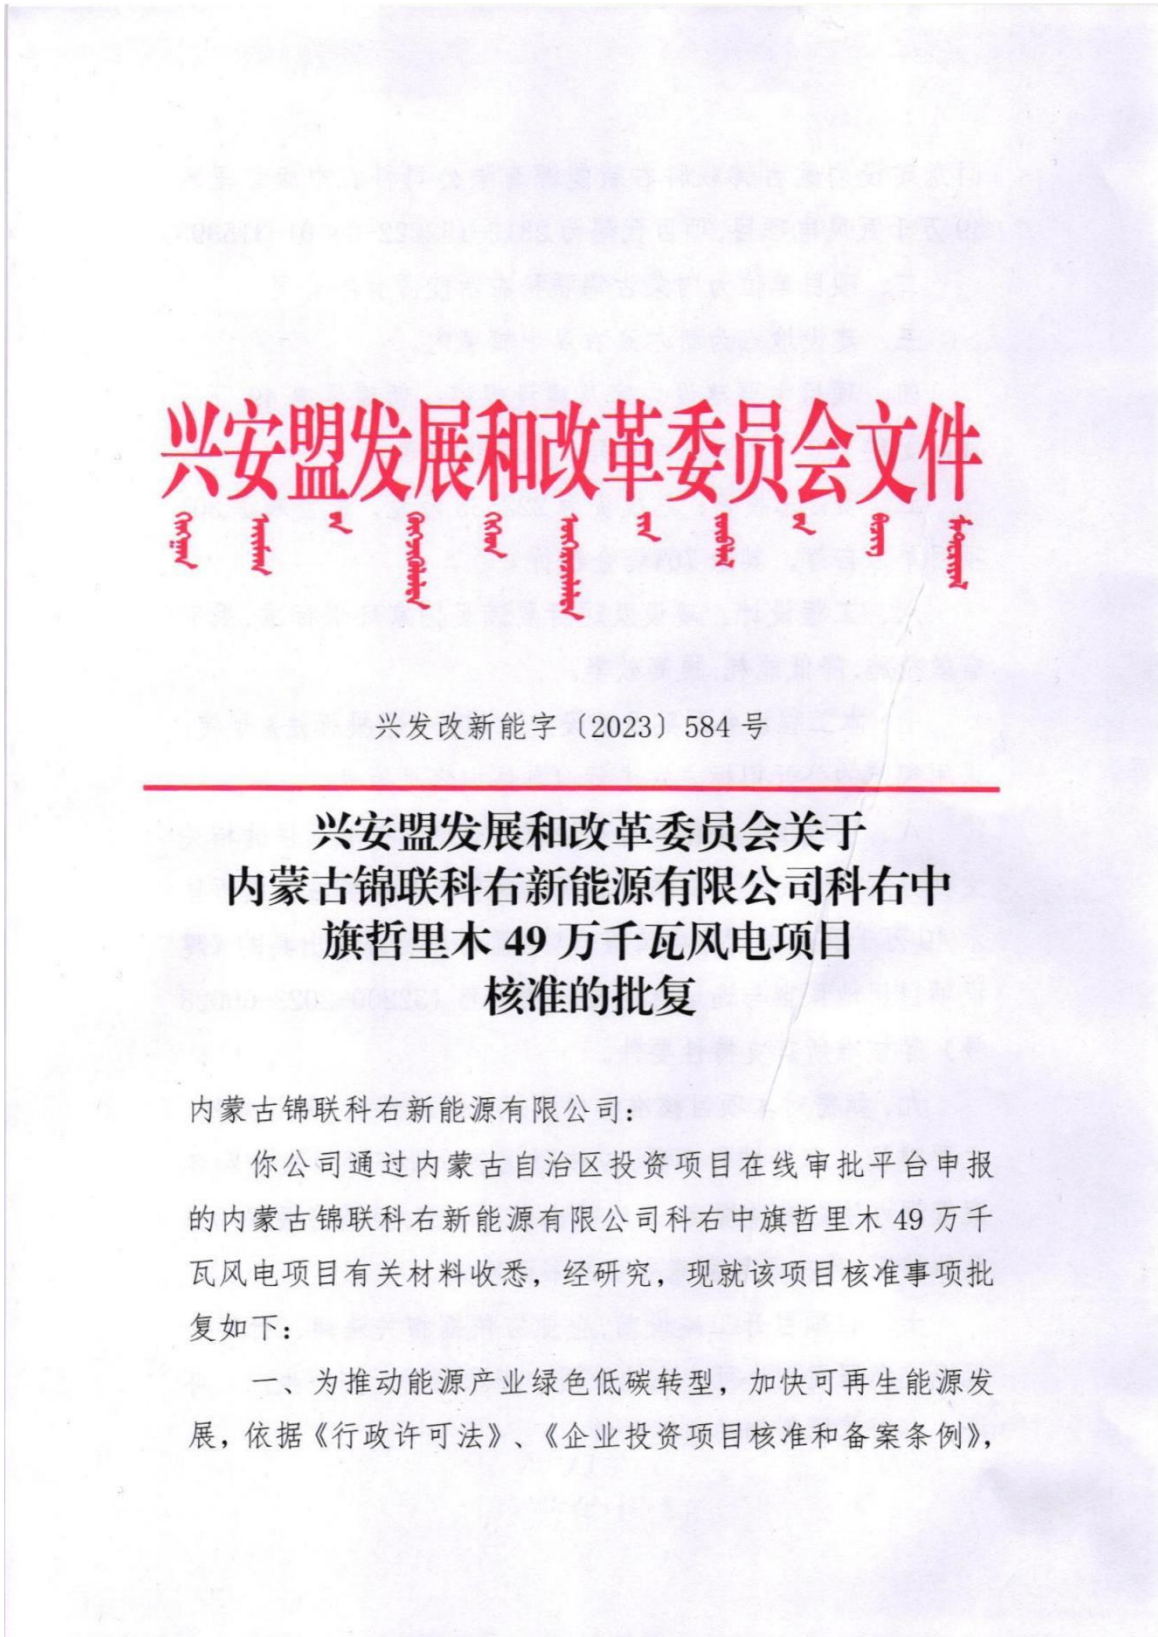 兴安盟发展和改革委员会文件
兴发改新能字〔2023〕584号
兴安盟发展和改革委员会关于
内蒙古锦联科右新能源有限公司科右中
旗哲里木49万千瓦风电项目
核准的批复
内蒙古锦联科右新能源有限公司：
你公司通过内蒙古自治区投资项目在线审批平台申报
的内蒙古锦联科右新能源有限公司科右中旗哲里木49万千
瓦风电项目有关材料收悉，经研究，现就该项目核准事项批
复如下：
一、为推动能源产业绿色低碳转型，加快可再生能源发
展，依据《行政许可法》、《企业投资项目核准和备案条例》，